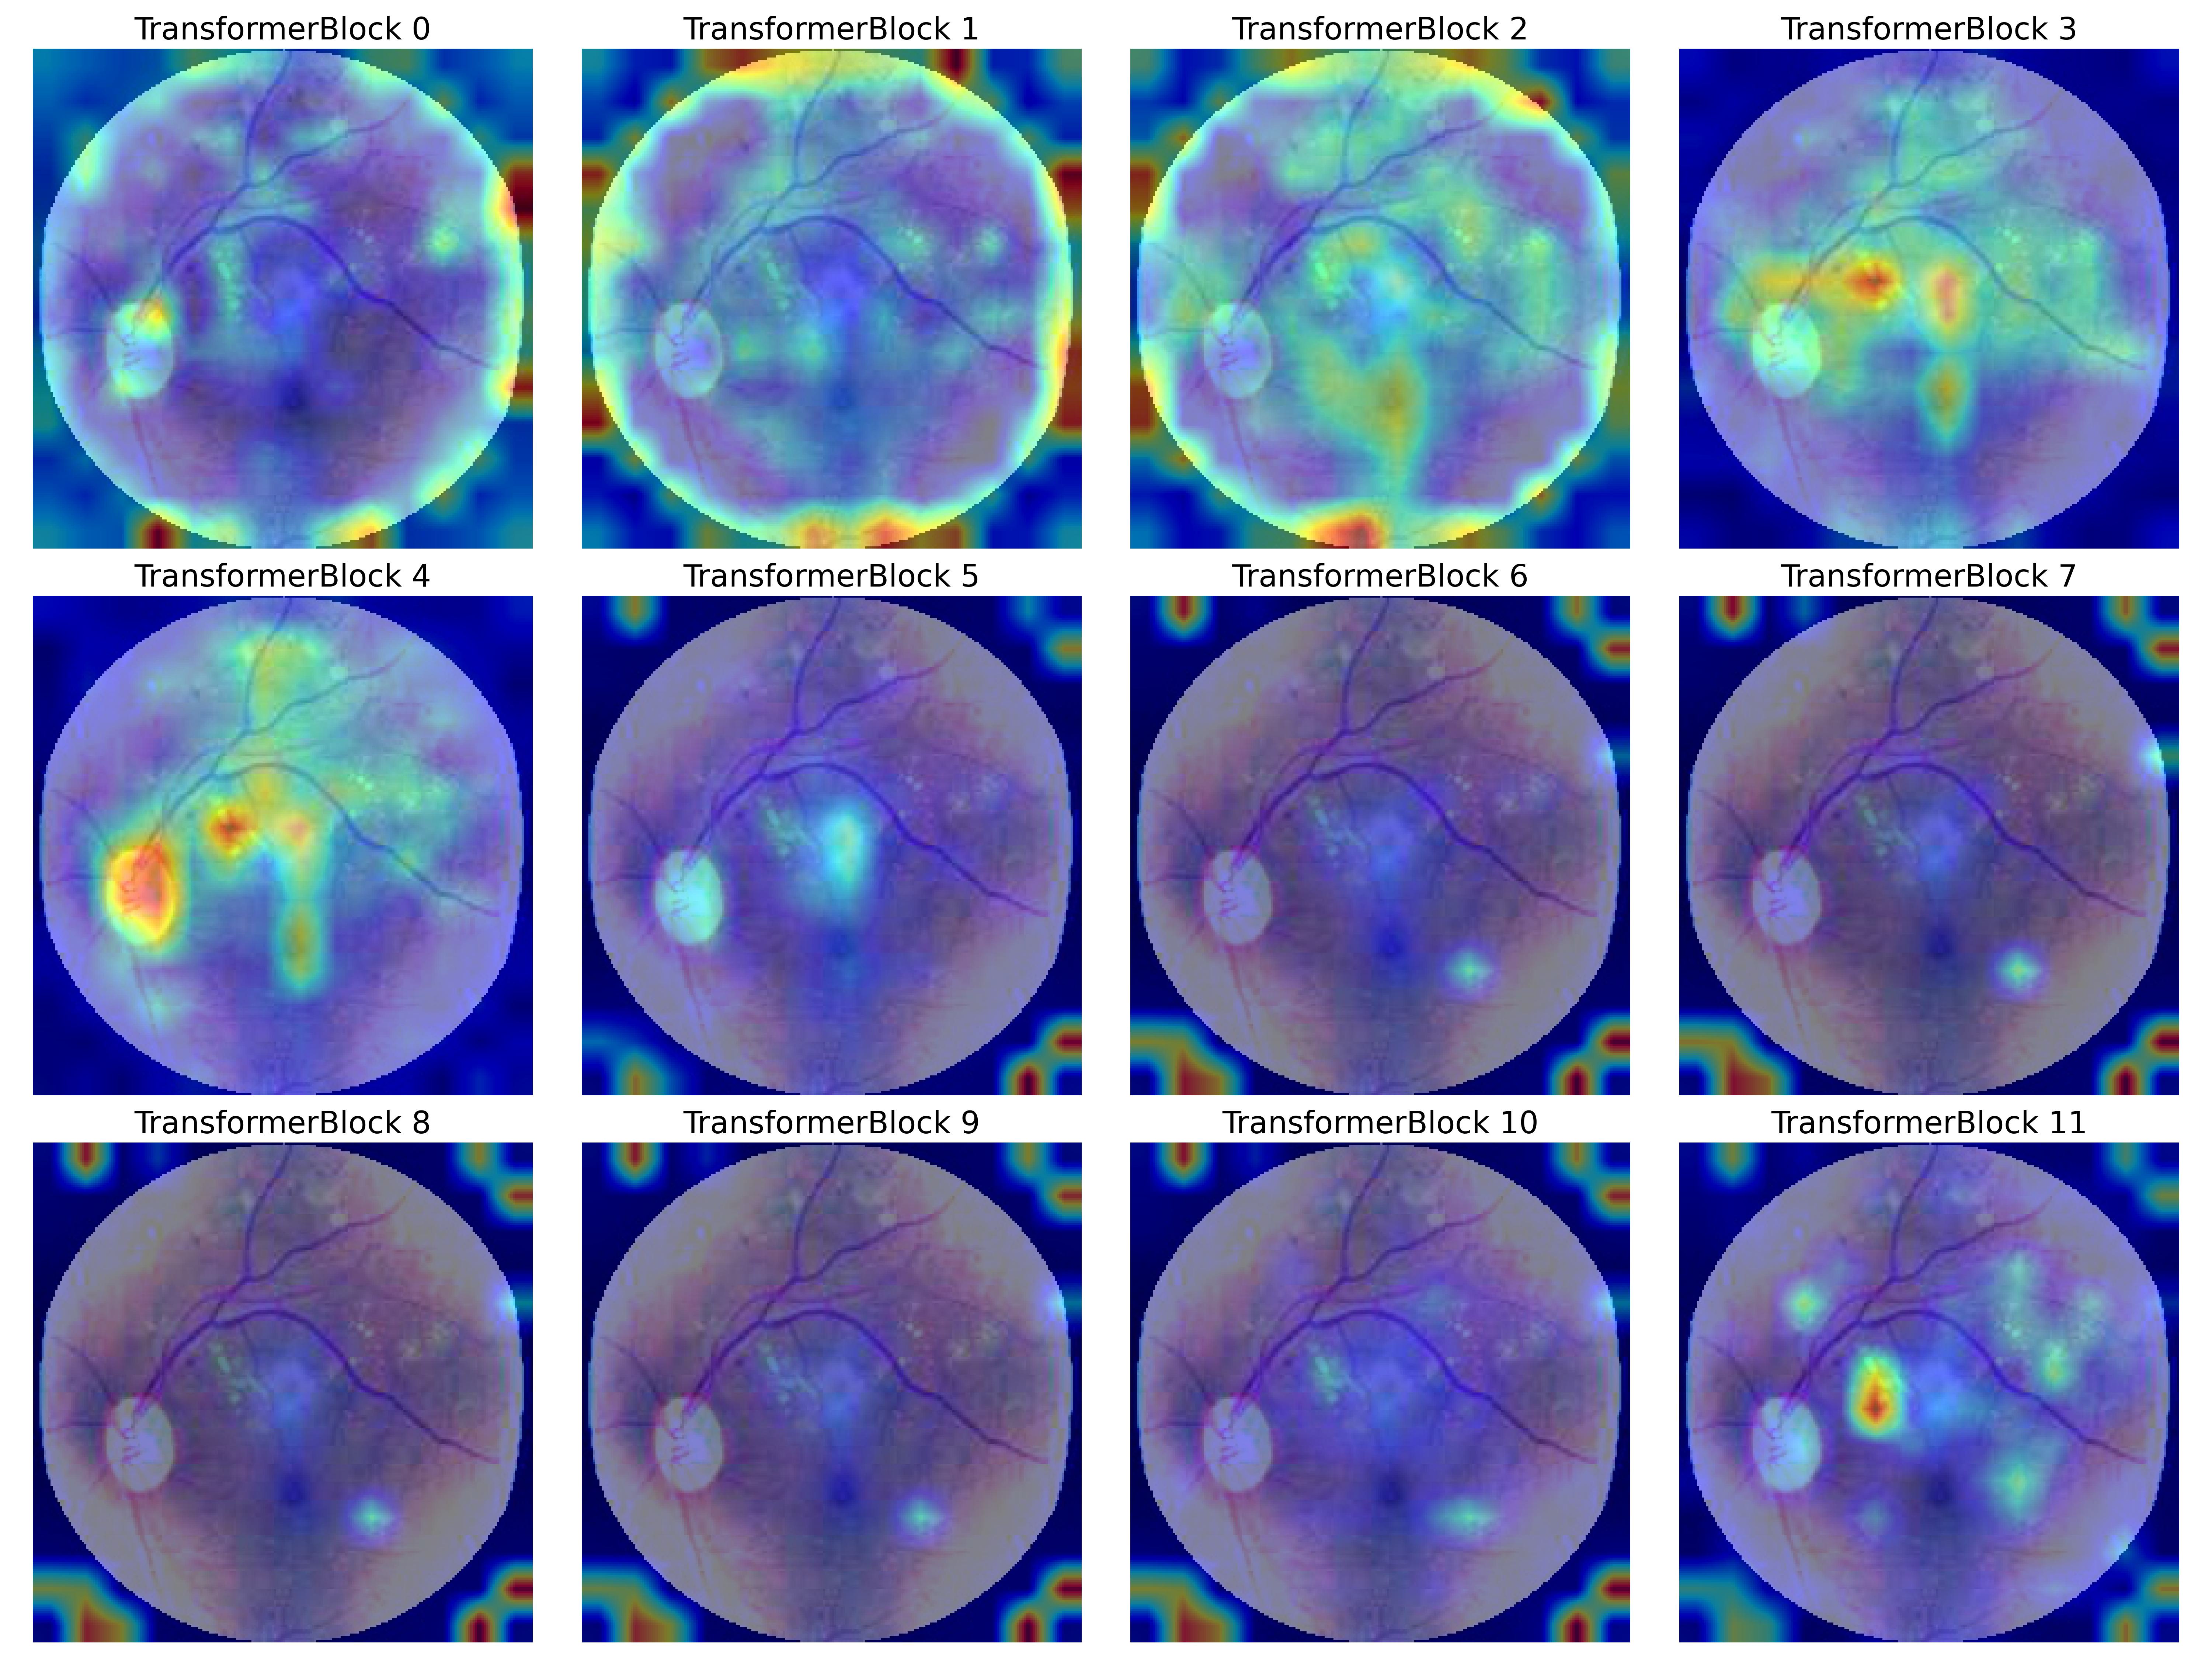 TransformerBlock 0
TransformerBlock 1
TransformerBlock 2
TransformerBlock 3
TransformerBlock 4
TransformerBlock 5
TransformerBlock 6
TransformerBlock 7
TransformerBlock 8
TransformerBlock 9
TransformerBlock 10
TransformerBlock 11